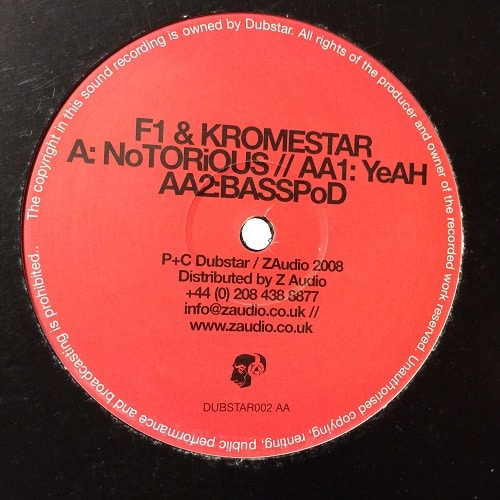 The copyright in this sound recording is owned by Dubstar. All rights of the producer and owner of the recorded work reserved. Unauthorised copying, renting, public performance and broadcasting is prohibited...
F1 & KROMESTAR
A: NoTORiOUS // AA1: YeAH
AA2:BASSPoD
P+C Dubstar / ZAudio 2008
Distributed by Z Audio
+44 (0) 208 438 8877
info@zaudio.co.uk //
www.zaudio.co.uk
DUBSTAR002 AA